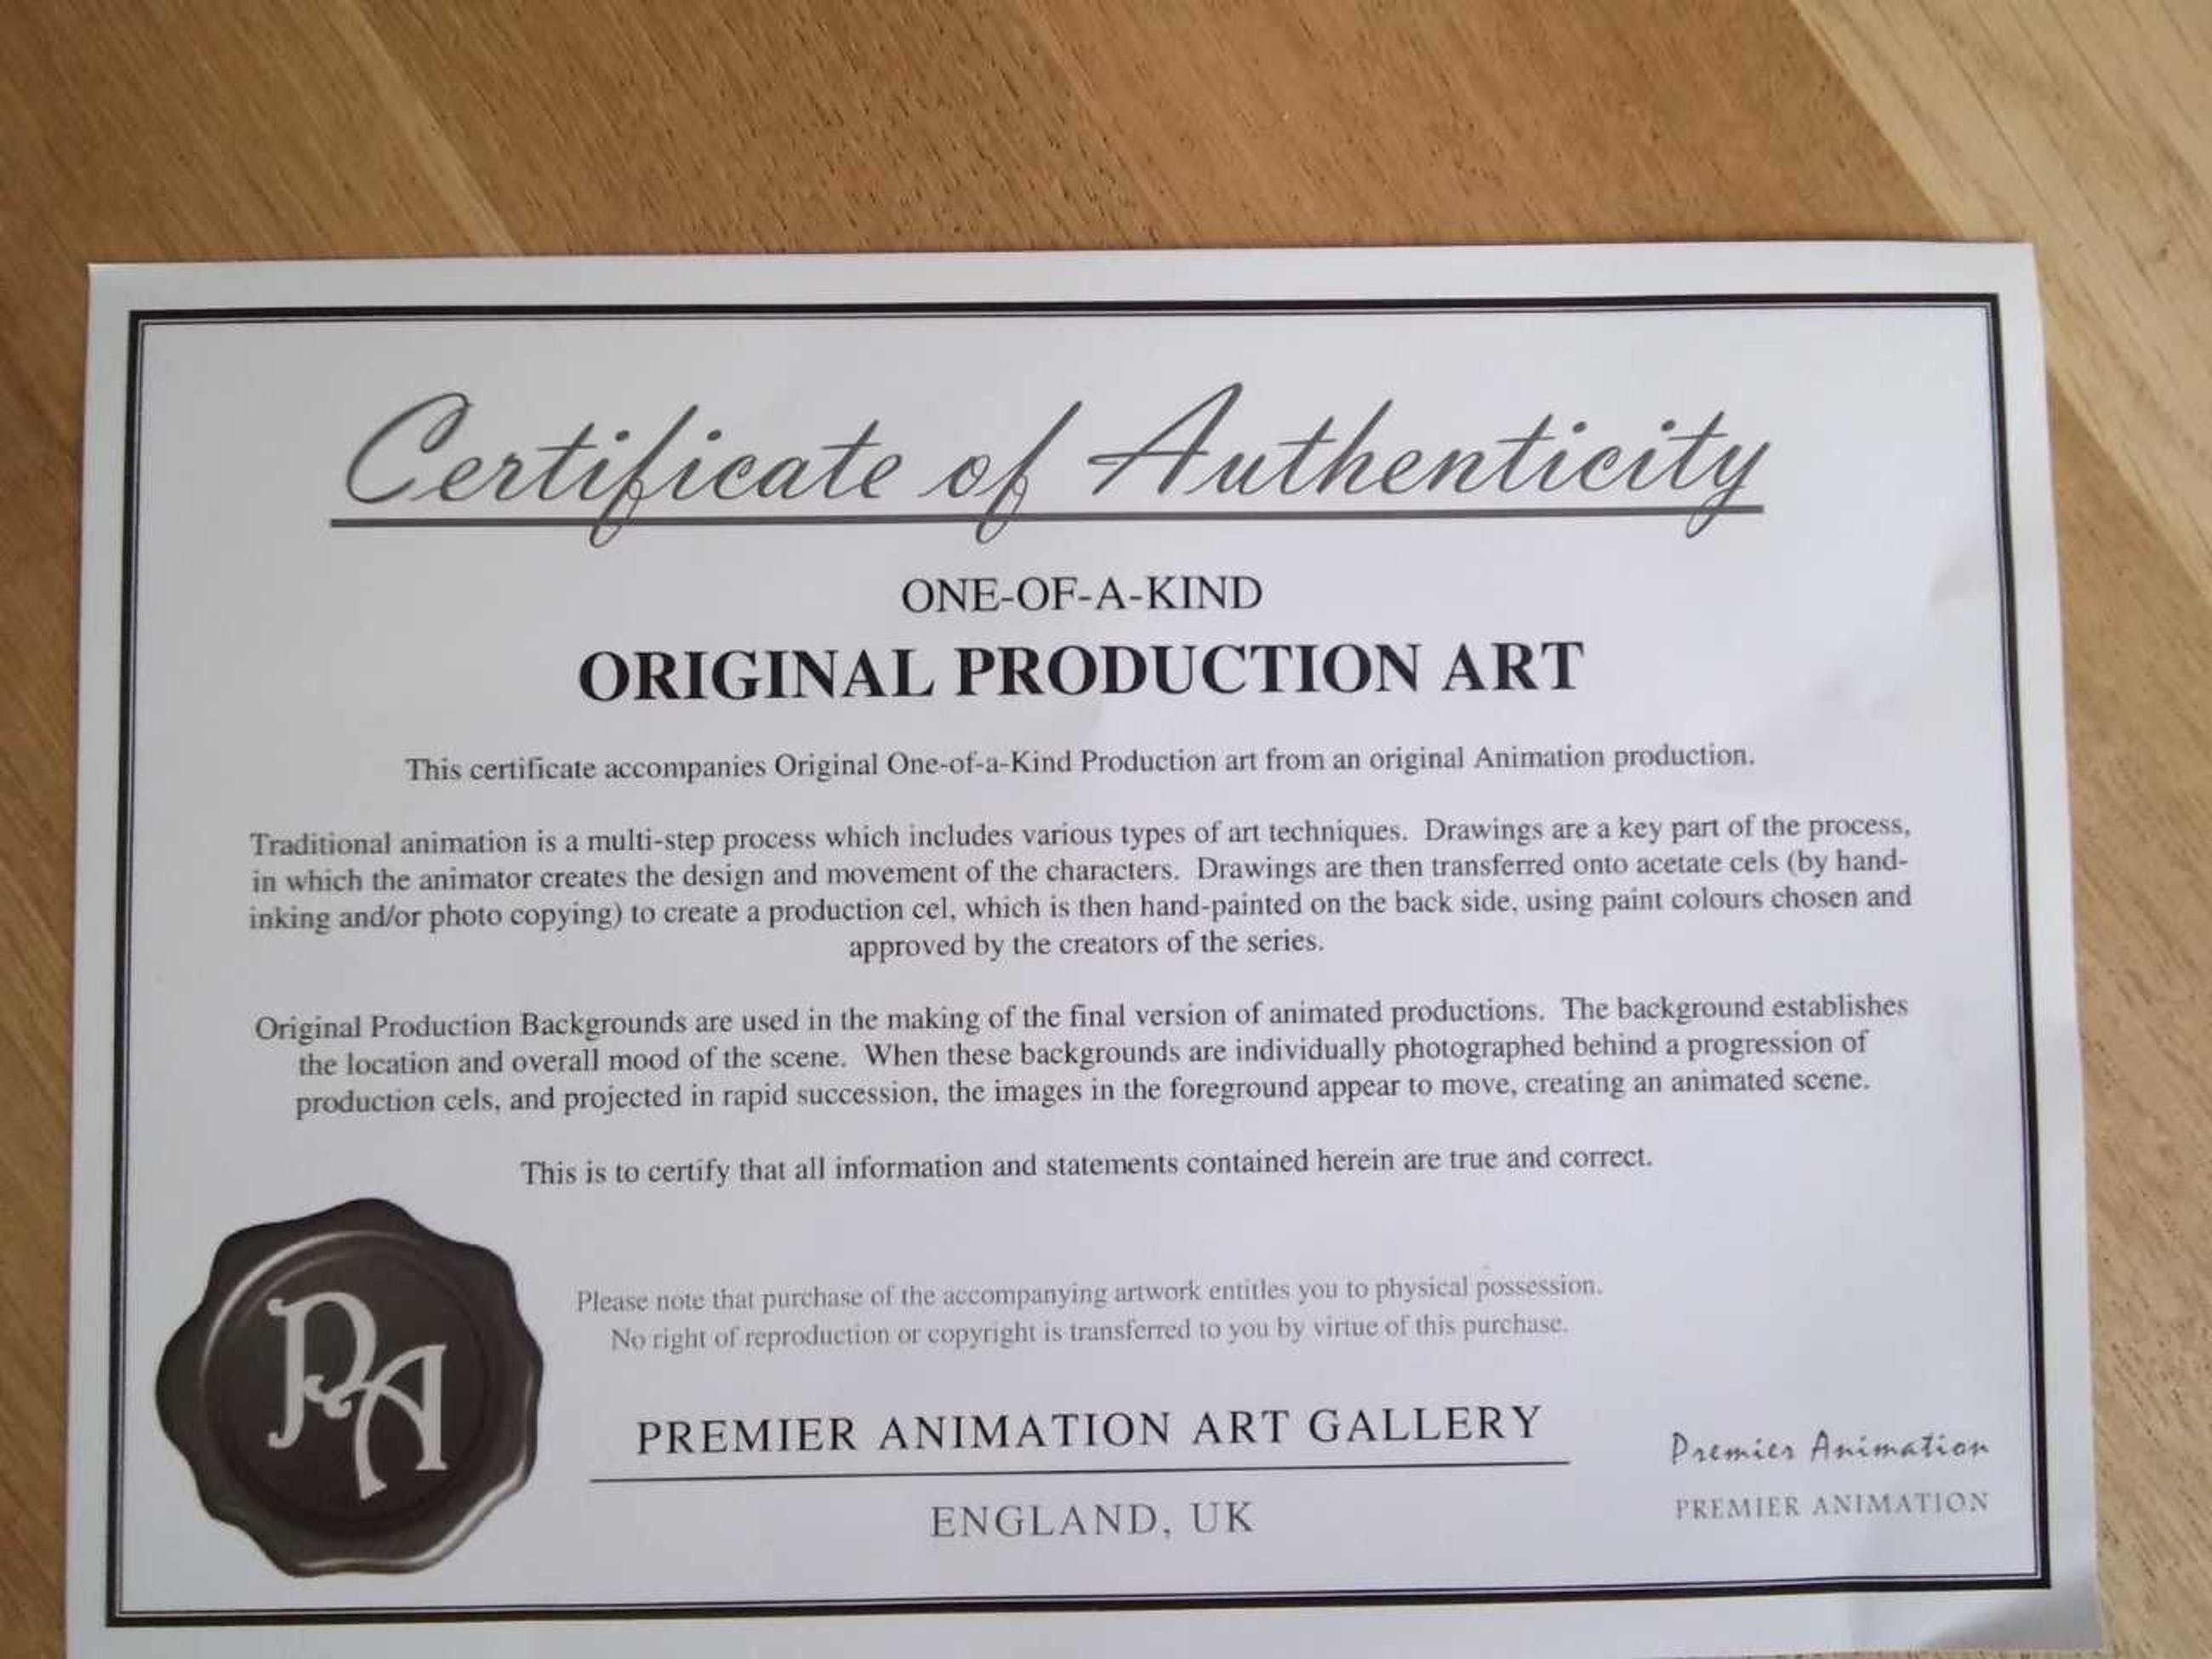 Certificate of Authenticity
ONE-OF-A-KIND
ORIGINAL PRODUCTION ART
This certificate accompanies Original One-of-a-Kind Production art from an original Animation production.
Traditional animation is a multi-step process which includes various types of art techniques. Drawings are a key part of the process,
in which the animator creates the design and movement of the characters. Drawings are then transferred onto acetate cels (by hand-
inking and/or photo copying) to create a production cel, which is then hand-painted on the back side, using paint colours chosen and
approved by the creators of the series.
Original Production Backgrounds are used in the making of the final version of animated productions. The background establishes
the location and overall mood of the scene. When these backgrounds are individually photographed behind a progression of
production cels, and projected in rapid succession, the images in the foreground appear to move, creating an animated scene.
This is to certify that all information and statements contained herein are true and correct.
Please note that purchase of the accompanying artwork entitles you to physical possession.
No right of reproduction or copyright is transferred to you by virtue of this purchase.
PA
PREMIER ANIMATION ART GALLERY
ENGLAND, UK
Premier Animation
PREMIER ANIMATION